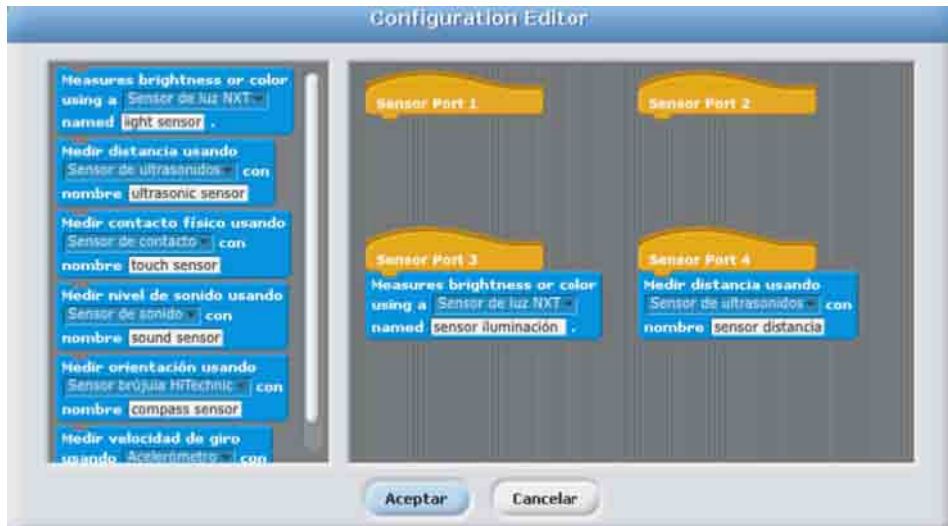 Configuration Editor
Measures brightness or color
using a Sensor de luz NXT
named light sensor .
Medir distancia usando
Sensor de ultrasonidos con
nombre ultrasonic sensor
Medir contacto físico usando
Sensor de contacto con
nombre touch sensor
Medir nivel de sonido usando
Sensor de sonido con
nombre sound sensor
Medir orientación usando
Sensor brújula HiTechnic con
nombre compass sensor
Medir velocidad de giro
usando Acelerómetro con
Sensor Port 1
Sensor Port 2
Sensor Port 3
Measures brightness or color
using a Sensor de luz NXT
named sensor iluminación .
Sensor Port 4
Medir distancia usando
Sensor de ultrasonidos con
nombre sensor distancia
Aceptar
Cancelar